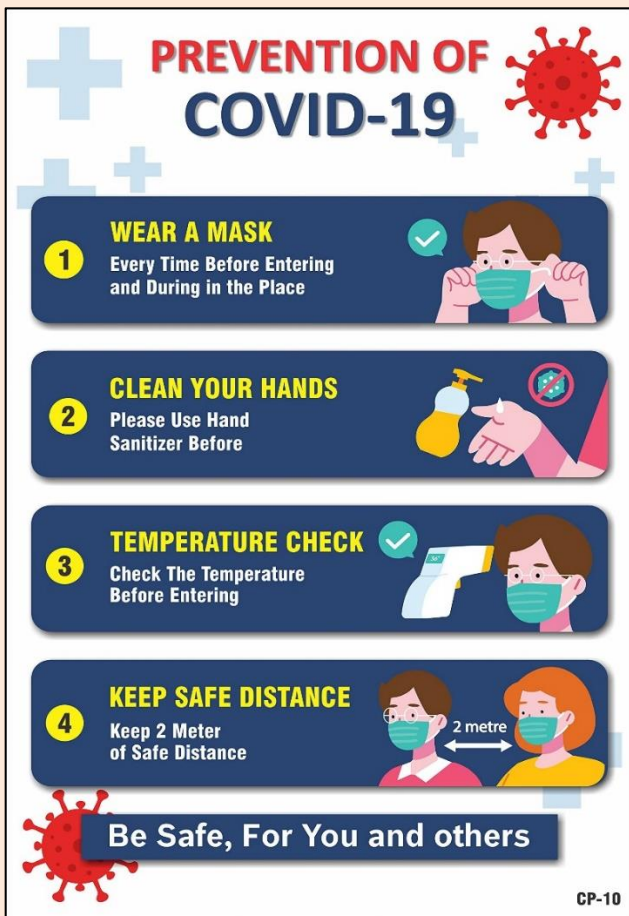 PREVENTION OF
COVID-19
1
WEAR A MASK
Every Time Before Entering
and During in the Place
2
CLEAN YOUR HANDS
Please Use Hand
Sanitizer Before
3
TEMPERATURE CHECK
Check The Temperature
Before Entering
36°
4
KEEP SAFE DISTANCE
Keep 2 Meter
of Safe Distance
2 metre
Be Safe, For You and others
CP-10